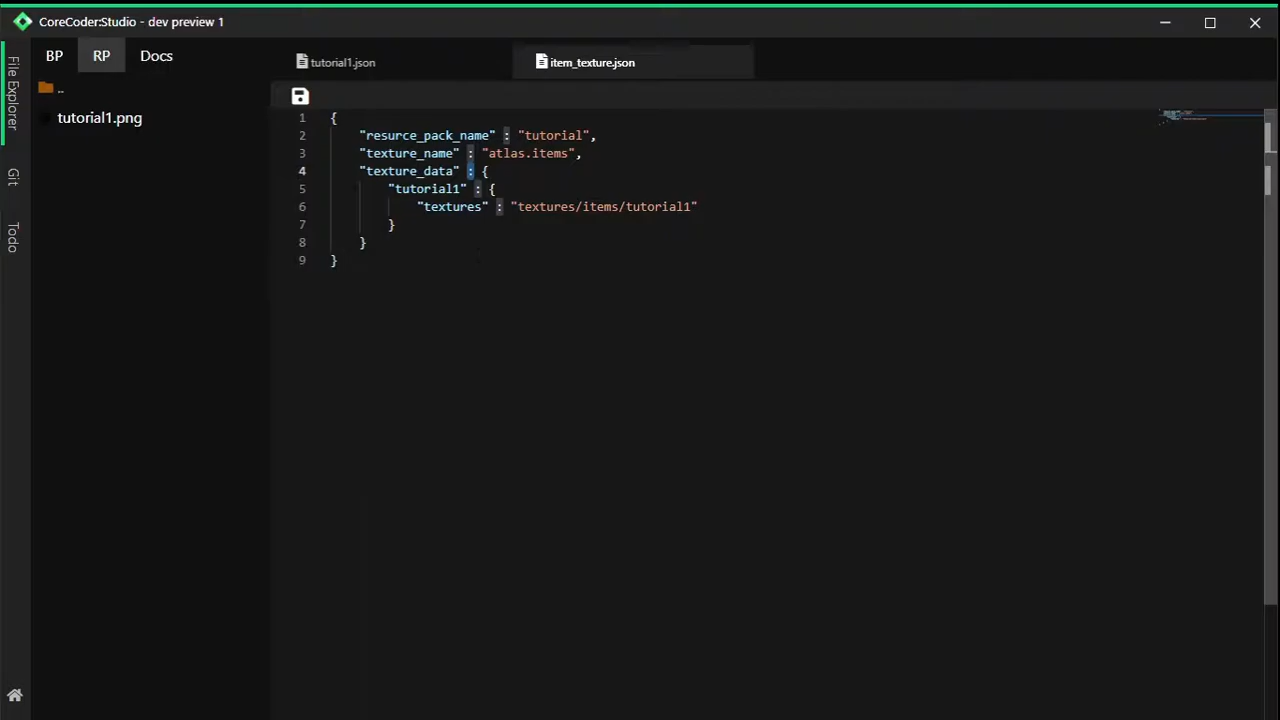 CoreCoder:Studio - dev preview 1
BP RP Docs
File Explorer
Git
Todo
..
tutorial1.png
tutorial1.json
item_texture.json
1 {
2 "resurce_pack_name" : "tutorial",
3 "texture_name" : "atlas.items",
4 "texture_data" : {
5 "tutorial1" : {
6 "textures" : "textures/items/tutorial1"
7 }
8 }
9 }